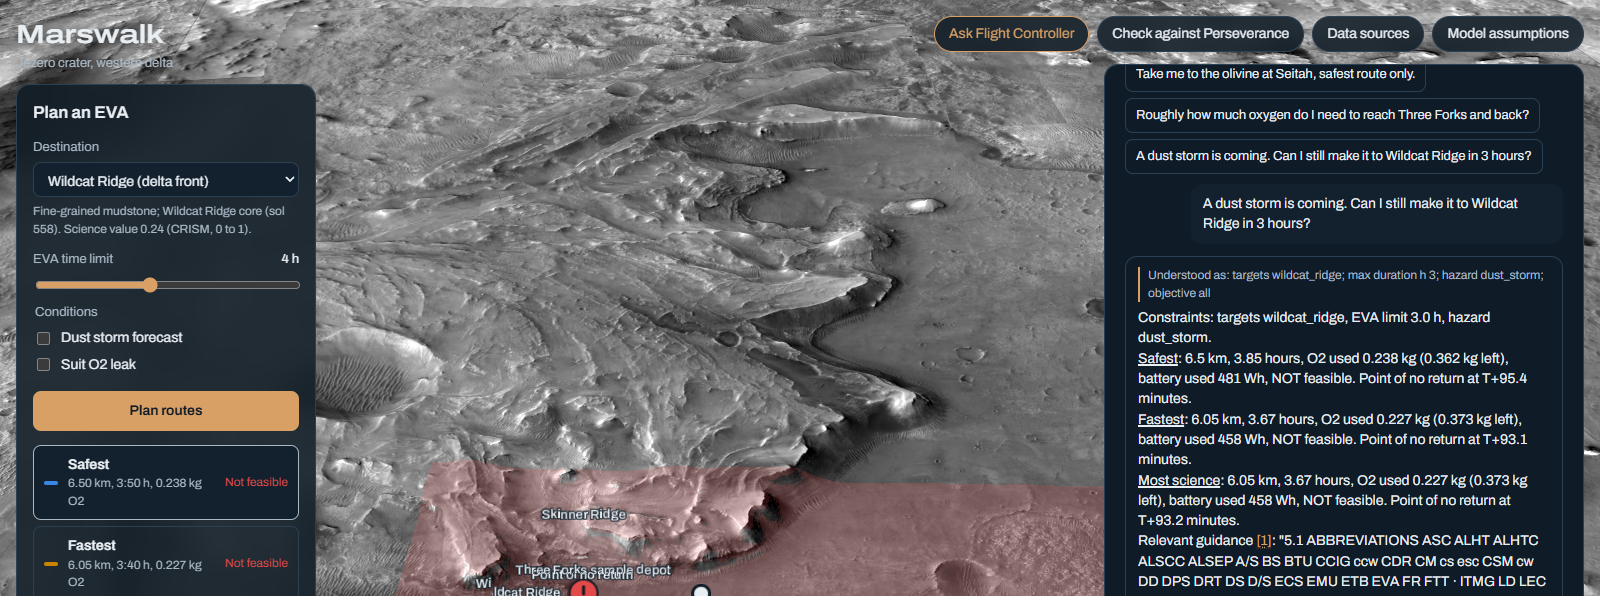 Marswalk
Jezero crater, western delta
Ask Flight Controller
Check against Perseverance
Data sources
Model assumptions
Plan an EVA
Destination
Wildcat Ridge (delta front)
Fine-grained mudstone; Wildcat Ridge core (sol
558). Science value 0.24 (CRISM, 0 to 1).
EVA time limit
4 h
Conditions
Dust storm forecast
Suit O2 leak
Plan routes
Safest
6.50 km, 3:50 h, 0.238 kg
O2
Not feasible
Fastest
6.05 km, 3:40 h, 0.227 kg
O2
Not feasible
Skinner Ridge
Three Forks sample depot
Point of no return
Wi
ldcat Ridge
Take me to the olivine at Seitah, safest route only.
Roughly how much oxygen do I need to reach Three Forks and back?
A dust storm is coming. Can I still make it to Wildcat Ridge in 3 hours?
A dust storm is coming. Can I still make it to Wildcat
Ridge in 3 hours?
Understood as: targets wildcat_ridge; max duration h 3; hazard dust_storm;
objective all
Constraints: targets wildcat_ridge, EVA limit 3.0 h, hazard
dust_storm.
Safest: 6.5 km, 3.85 hours, O2 used 0.238 kg (0.362 kg left),
battery used 481 Wh, NOT feasible. Point of no return at T+95.4
minutes.
Fastest: 6.05 km, 3.67 hours, O2 used 0.227 kg (0.373 kg left),
battery used 458 Wh, NOT feasible. Point of no return at T+93.1
minutes.
Most science: 6.05 km, 3.67 hours, O2 used 0.227 kg (0.373 kg
left), battery used 458 Wh, NOT feasible. Point of no return at
T+93.2 minutes.
Relevant guidance [1]: "5.1 ABBREVIATIONS ASC ALHT ALHTC
ALSCC ALSEP A/S BS BTU CCIG ccw CDR CM cs esc CSM cw
DD DPS DRT DS D/S ECS EMU ETB EVA FR FTT · ITMG LD LEC